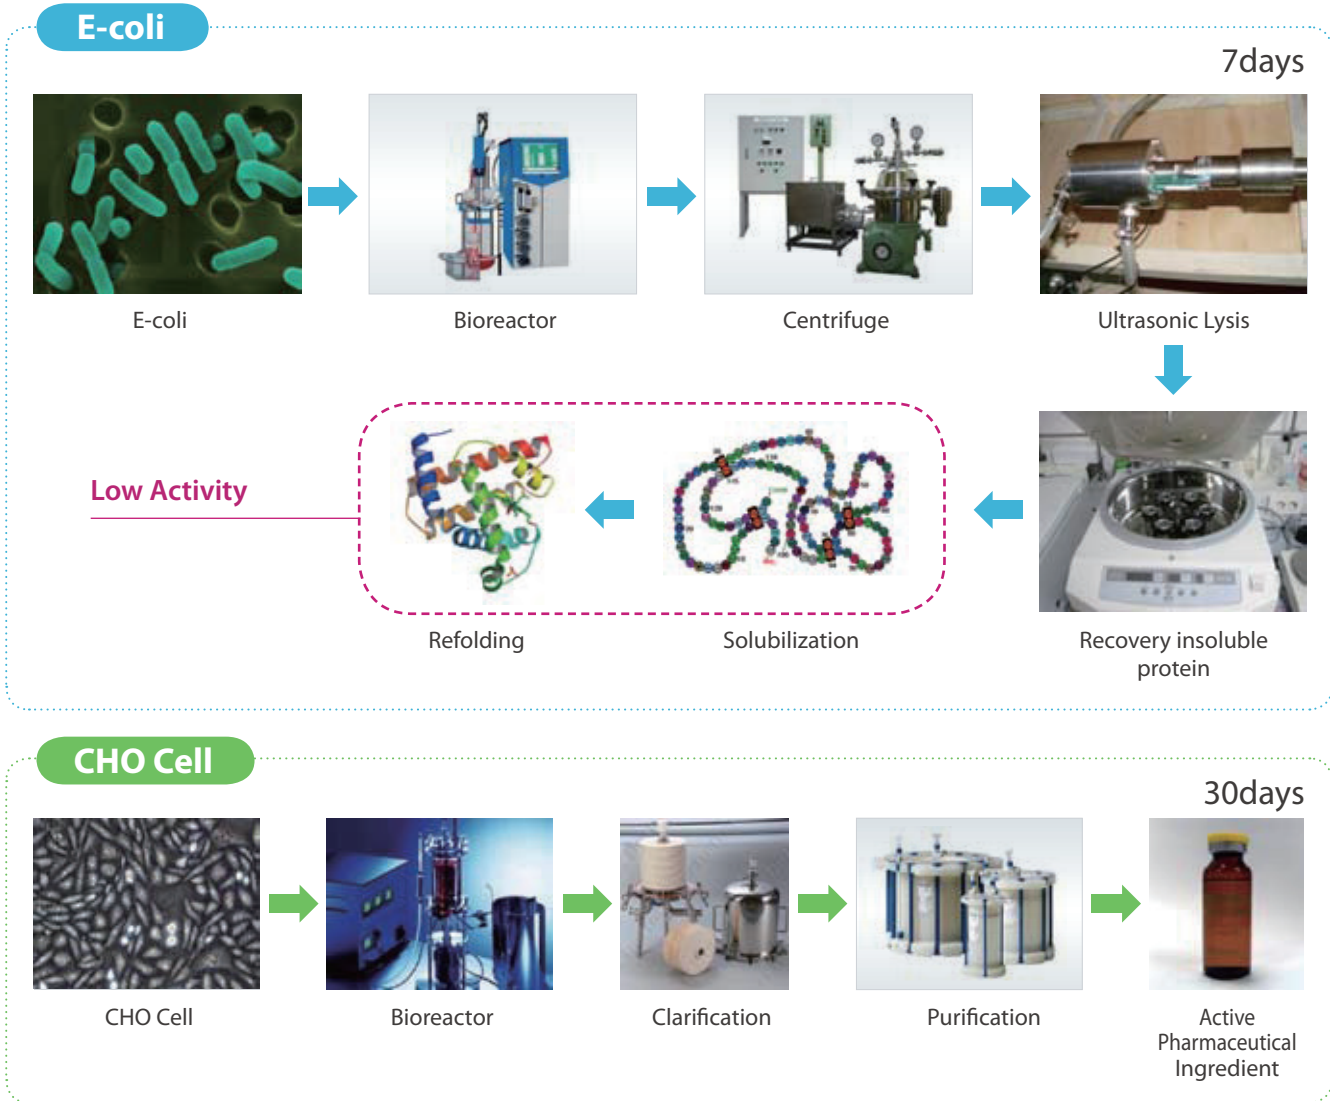 E-coli
7days
E-coli
Bioreactor
Centrifuge
Ultrasonic Lysis
Low Activity
Refolding
Solubilization
Recovery insoluble
protein
CHO Cell
30days
CHO Cell
Bioreactor
Clarification
Purification
Active
Pharmaceutical
Ingredient